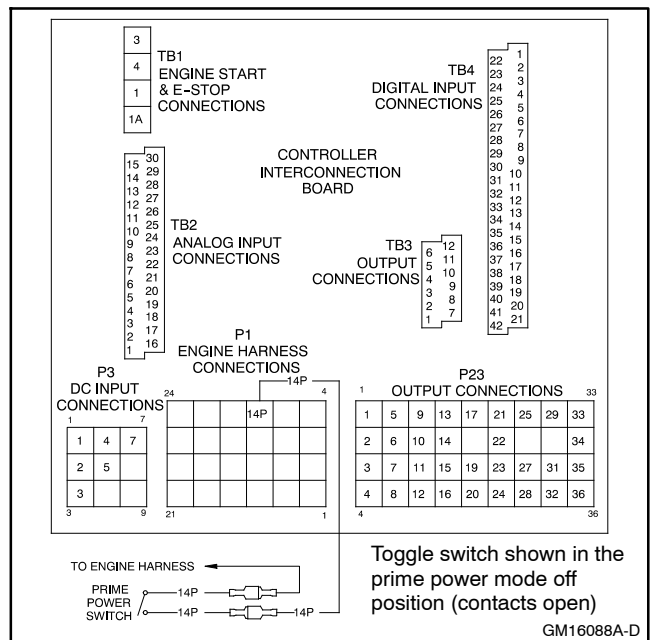 3
4
1
1A
TB1
ENGINE START
& E-STOP
CONNECTIONS
TB4
DIGITAL INPUT
CONNECTIONS
22 1
23 2
24 3
25 4
26 5
27 6
28 7
29 8
30 9
31 10
32 11
33 12
34 13
35 14
36 15
37 16
38 17
39 18
40 19
41 20
42 21
CONTROLLER
INTERCONNECTION
BOARD
15 30
14 29
13 28
12 27
11 26
10 25
9 24
8 23
7 22
6 21
5 20
4 19
3 18
2 17
1 16
TB2
ANALOG INPUT
CONNECTIONS
TB3
OUTPUT
CONNECTIONS
6 12
5 11
4 10
3 9
2 8
1 7
P1
ENGINE HARNESS
CONNECTIONS
14P
24 4
14P
21 1
P3
DC INPUT
CONNECTIONS
1 7
1 4 7
2 5
3
3 9
P23
OUTPUT CONNECTIONS
1 33
1 5 9 13 17 21 25 29 33
2 6 10 14 22 34
3 7 11 15 19 23 27 31 35
4 8 12 16 20 24 28 32 36
4 36
TO ENGINE HARNESS
PRIME
POWER
SWITCH
14P
14P 14P
Toggle switch shown in the
prime power mode off
position (contacts open)
GM16088A-D